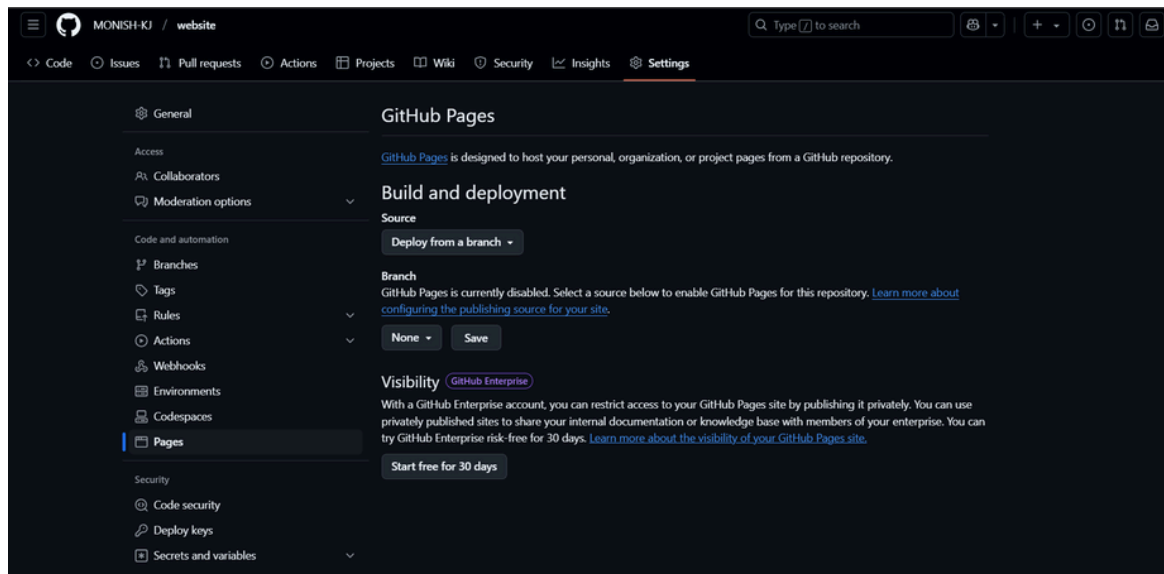 MONISH-KJ / website
Type / to search
Code
Issues
Pull requests
Actions
Projects
Wiki
Security
Insights
Settings
General
Access
Collaborators
Moderation options
Code and automation
Branches
Tags
Rules
Actions
Webhooks
Environments
Codespaces
Pages
Security
Code security
Deploy keys
Secrets and variables
GitHub Pages
GitHub Pages is designed to host your personal, organization, or project pages from a GitHub repository.
Build and deployment
Source
Deploy from a branch
Branch
GitHub Pages is currently disabled. Select a source below to enable GitHub Pages for this repository. Learn more about
configuring the publishing source for your site.
None
Save
Visibility GitHub Enterprise
With a GitHub Enterprise account, you can restrict access to your GitHub Pages site by publishing it privately. You can use
privately published sites to share your internal documentation or knowledge base with members of your enterprise. You can
try GitHub Enterprise risk-free for 30 days. Learn more about the visibility of your GitHub Pages site.
Start free for 30 days